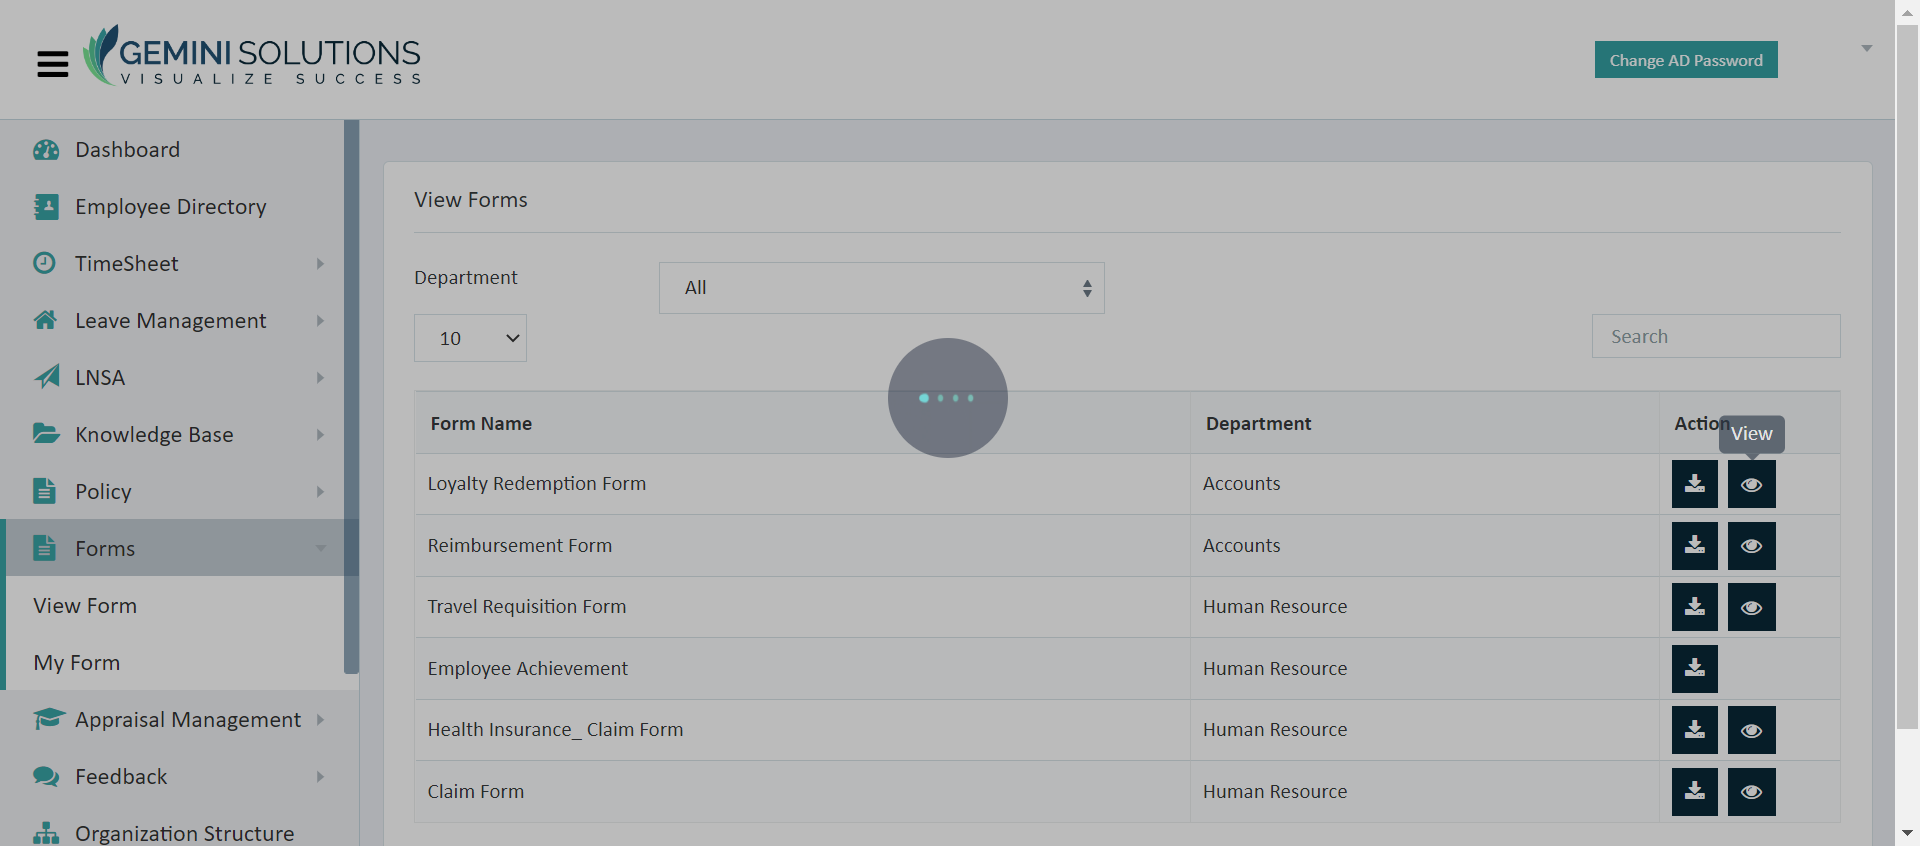 GEMINI SOLUTIONS
VISUALIZE SUCCESS
Change AD Password
Dashboard
Employee Directory
TimeSheet
Leave Management
LNSA
Knowledge Base
Policy
Forms
View Form
My Form
Appraisal Management
Feedback
Organization Structure
View Forms
Department
All
10
Search
Form Name Department Action
View
Loyalty Redemption Form Accounts
Reimbursement Form Accounts
Travel Requisition Form Human Resource
Employee Achievement Human Resource
Health Insurance_ Claim Form Human Resource
Claim Form Human Resource